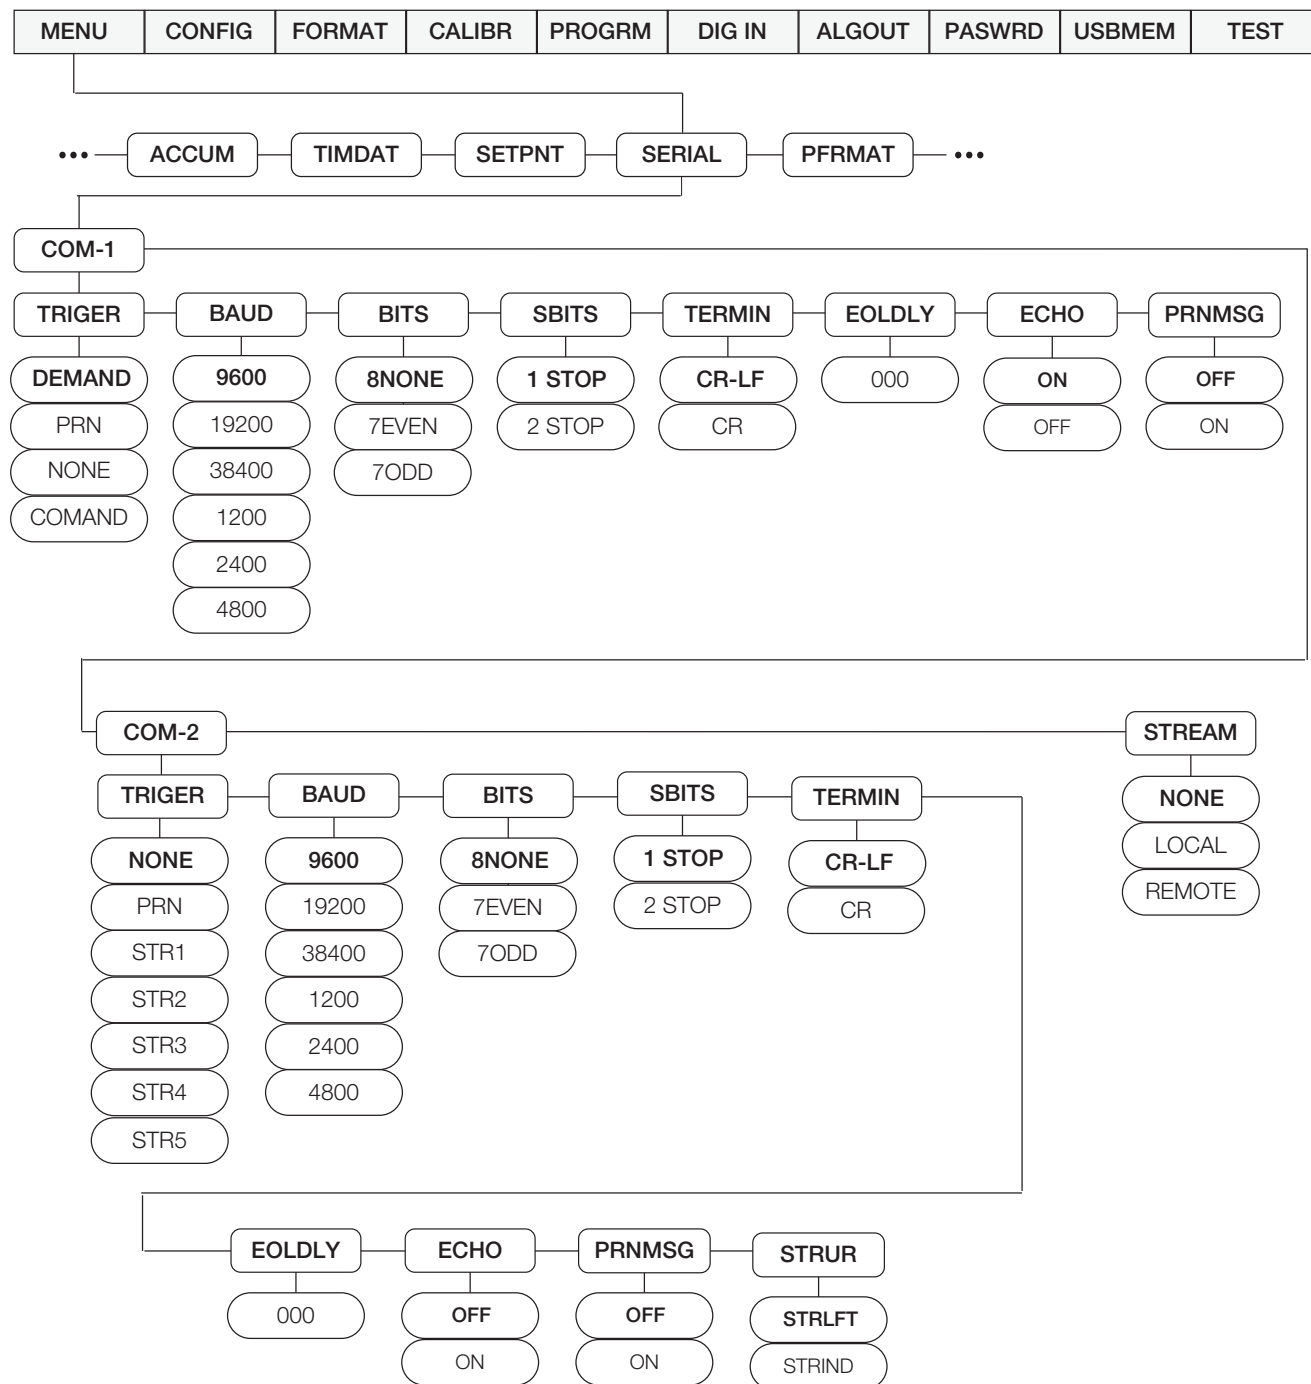 MENU CONFIG FORMAT CALIBR PROGRM DIG IN ALGOUT PASWRD USBMEM TEST
••• ACCUM TIMDAT SETPNT SERIAL PFRMAT •••
COM-1
TRIGER BAUD BITS SBITS TERMIN EOLDLY ECHO PRNMSG
DEMAND 9600 8NONE 1 STOP CR-LF 000 ON OFF
PRN 19200 7EVEN 2 STOP CR OFF ON
NONE 38400 7ODD
COMAND 1200
2400
4800
COM-2 STREAM
TRIGER BAUD BITS SBITS TERMIN NONE
NONE 9600 8NONE 1 STOP CR-LF LOCAL
PRN 19200 7EVEN 2 STOP CR REMOTE
STR1 38400 7ODD
STR2 1200
STR3 2400
STR4 4800
STR5
EOLDLY ECHO PRNMSG STRUR
000 OFF OFF STRLFT
ON ON STRIND